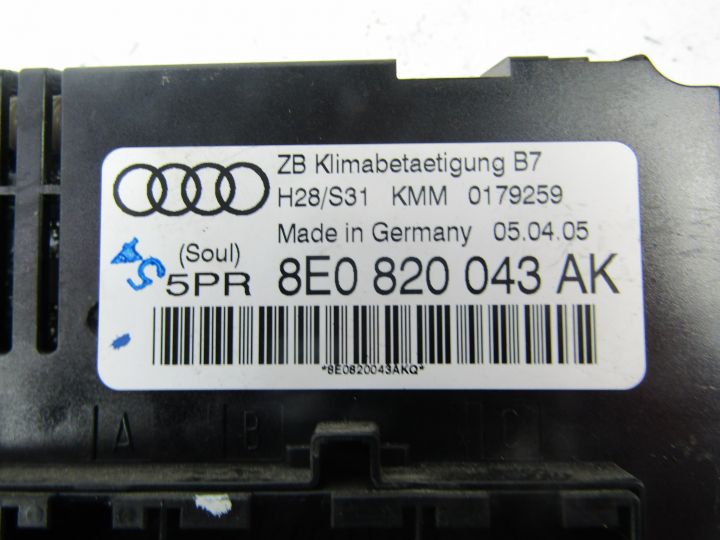 ZB Klimabetaetigung B7
H28/S31 KMM 0179259
Made in Germany 05.04.05
(Soul)
5PR 8E0 820 043 AK
*8E0820043AKQ*
A B C